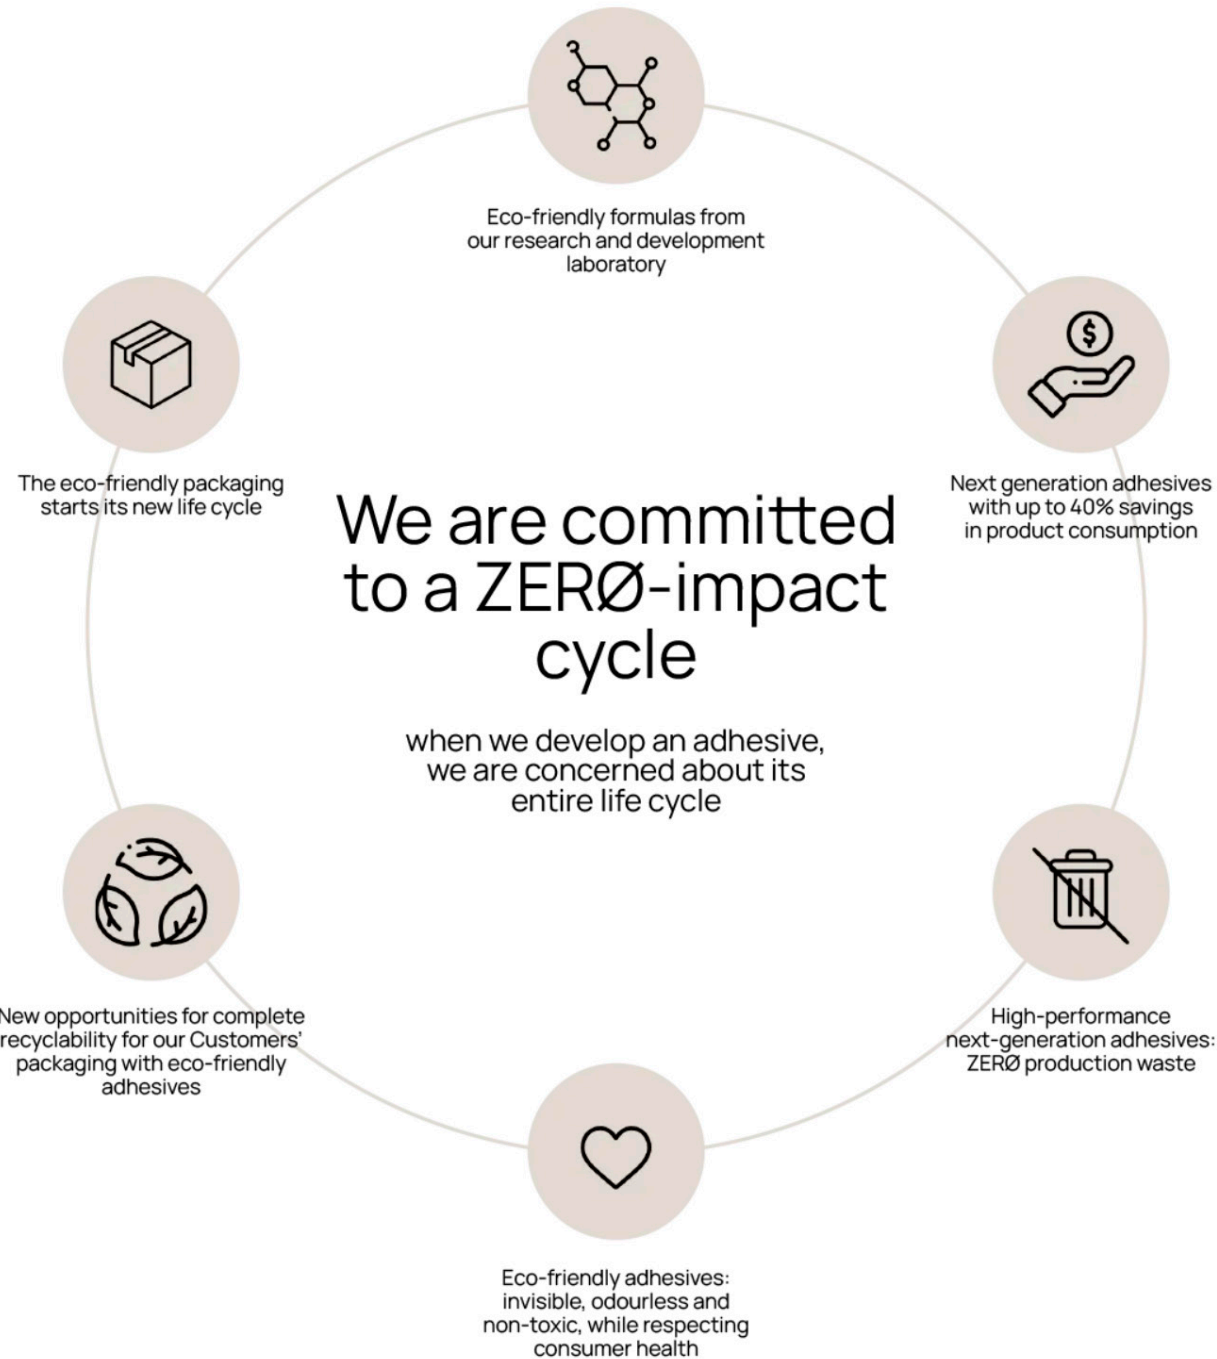 Eco-friendly formulas from
our research and development
laboratory
$
Next generation adhesives
with up to 40% savings
in product consumption
The eco-friendly packaging
starts its new life cycle
We are committed
to a ZERØ-impact
cycle
when we develop an adhesive,
we are concerned about its
entire life cycle
High-performance
next-generation adhesives:
ZERØ production waste
New opportunities for complete
recyclability for our Customers'
packaging with eco-friendly
adhesives
Eco-friendly adhesives:
invisible, odourless and
non-toxic, while respecting
consumer health